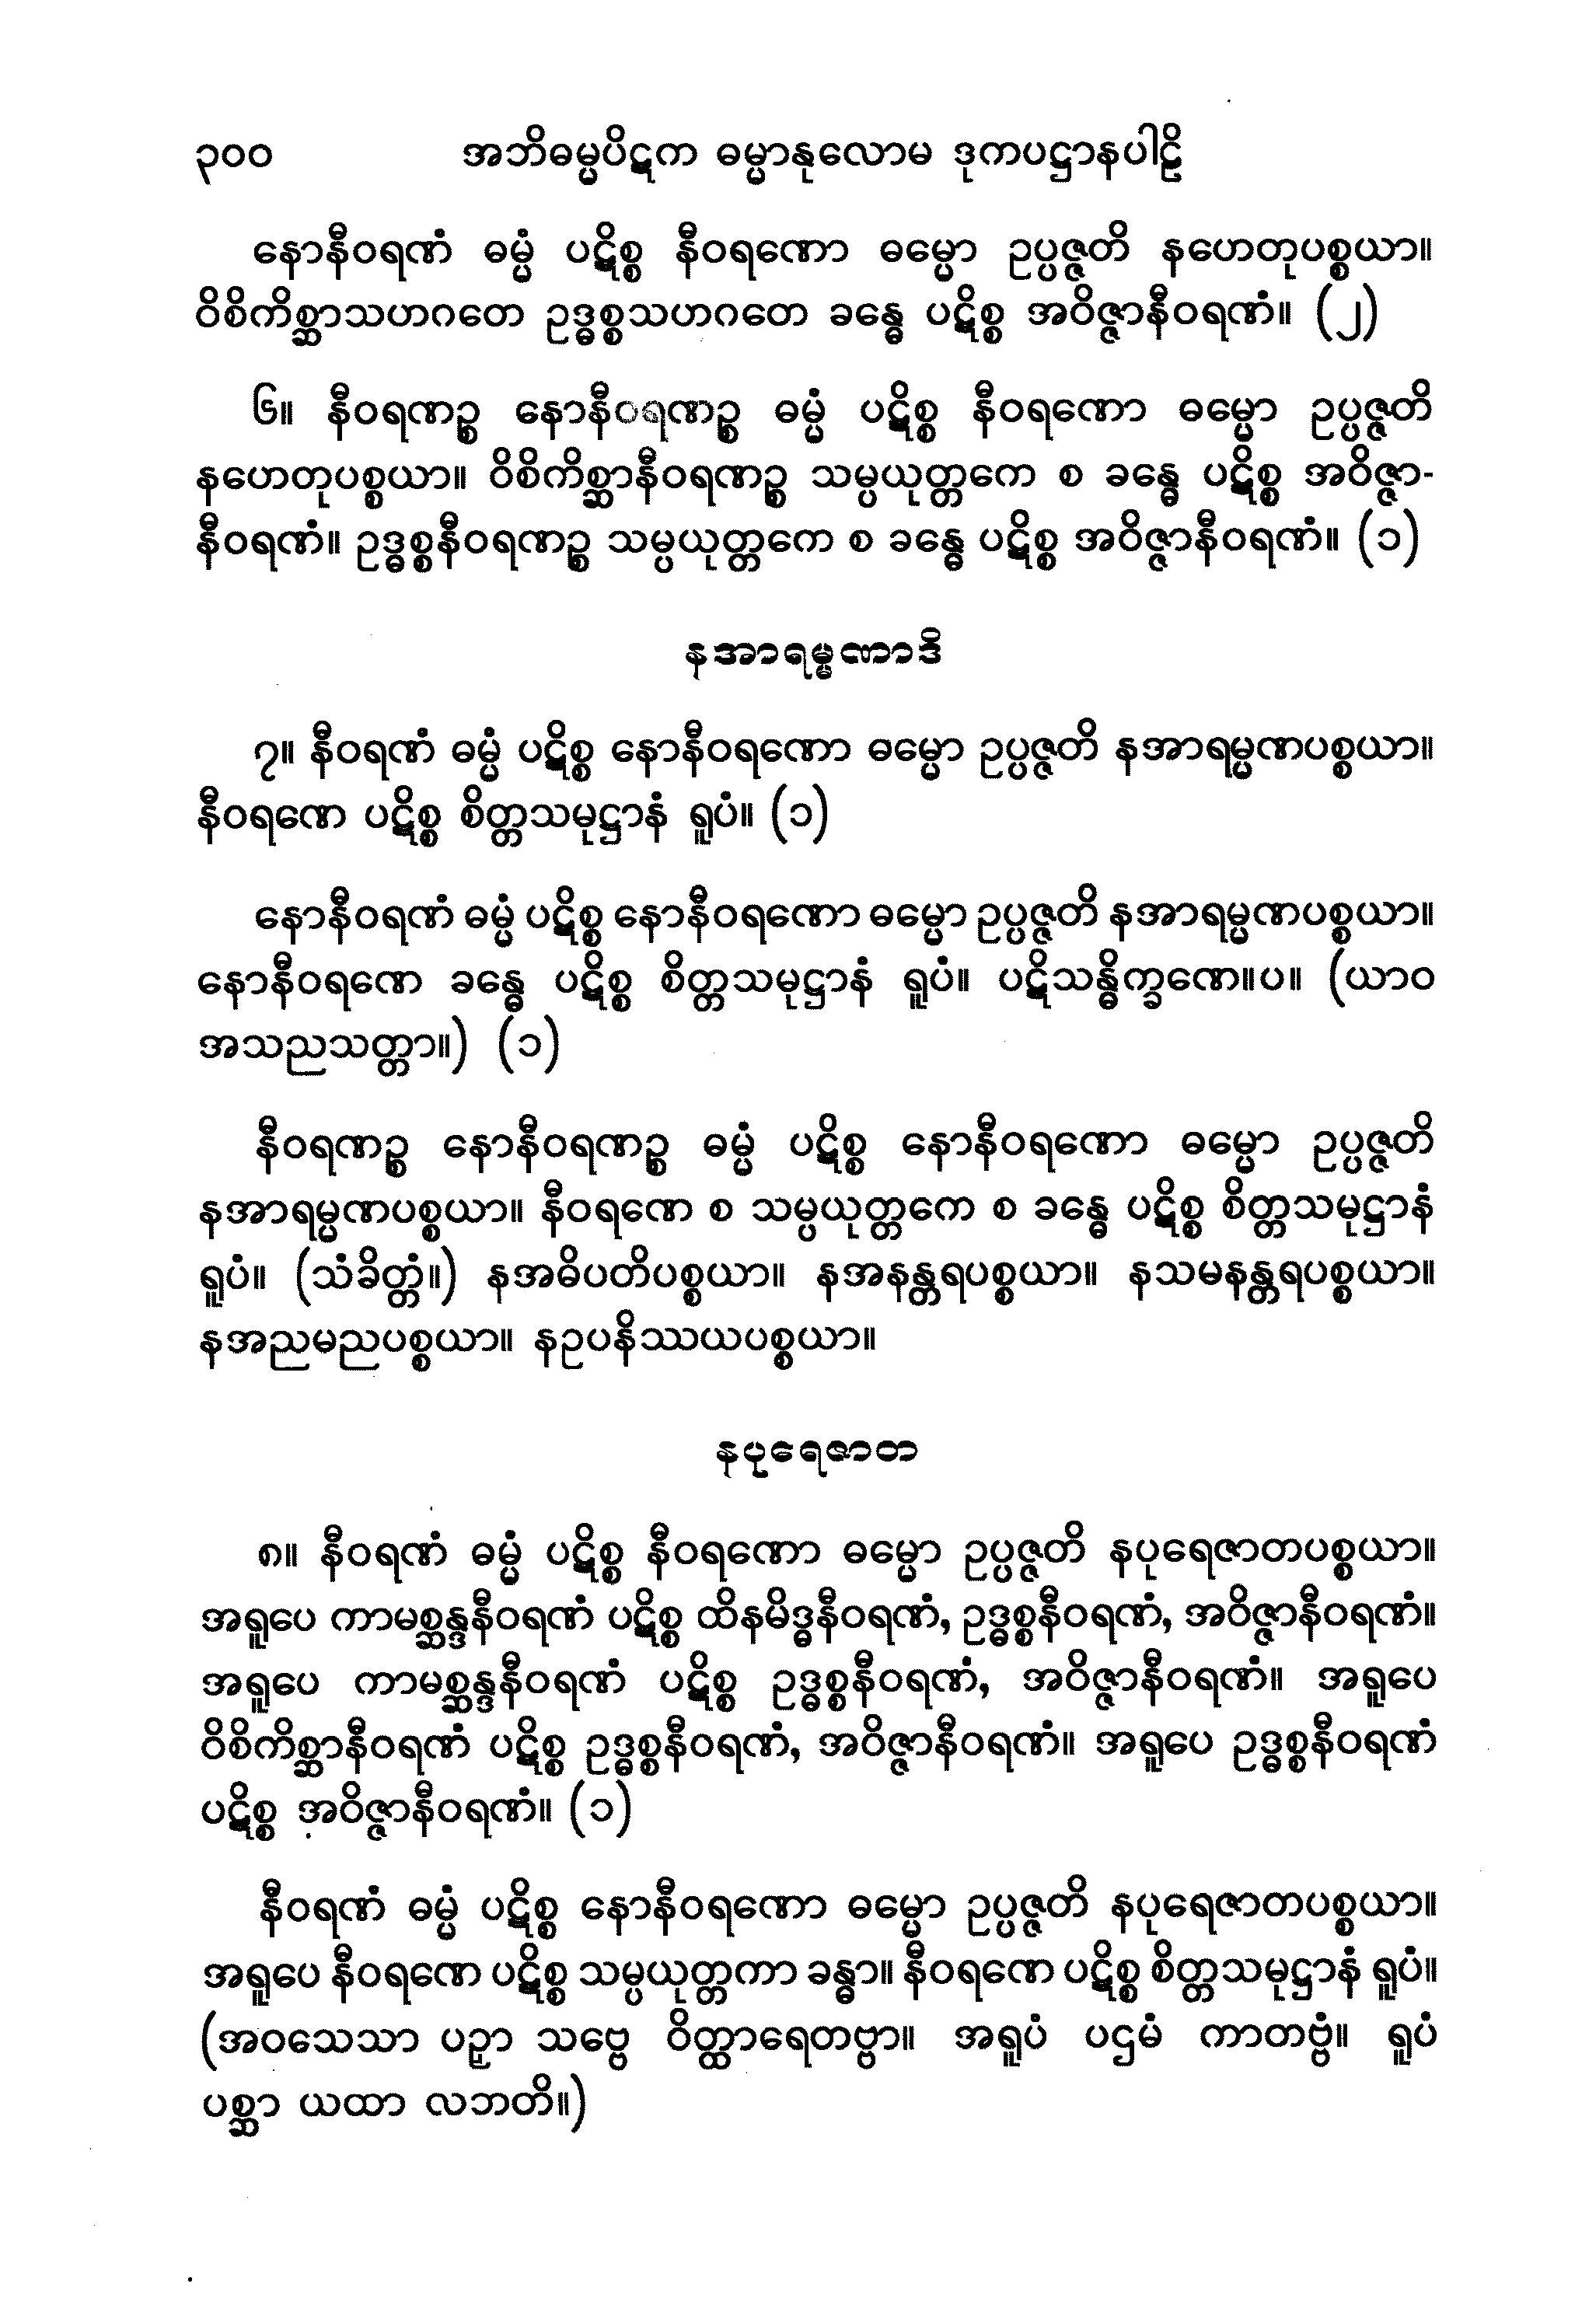 ၃၀၀ အဘိဓမ္မပိဋက ဓမ္မာနုလောမ ဒုကပဋ္ဌာနပါဠိ
နောနီဝရဏံ ဓမ္မံ ပဋိစ္စ နီဝရဏော ဓမ္မော ဥပ္ပဇ္ဇတိ နဟေတုပစ္စယာ။
ဝိစိကိစ္ဆာသဟဂတေ ဥဒ္ဓစ္စသဟဂတေ ခန္ဓေ ပဋိစ္စ အဝိဇ္ဇာနီဝရဏံ။ (၂)
၆။ နီဝရဏဉ္စ နောနီဝရဏဉ္စ ဓမ္မံ ပဋိစ္စ နီဝရဏော ဓမ္မော ဥပ္ပဇ္ဇတိ
နဟေတုပစ္စယာ။ ဝိစိကိစ္ဆာနီဝရဏဉ္စ သမ္ပယုတ္တကေ စ ခန္ဓေ ပဋိစ္စ အဝိဇ္ဇာ-
နီဝရဏံ။ ဥဒ္ဓစ္စနီဝရဏဉ္စ သမ္ပယုတ္တကေ စ ခန္ဓေ ပဋိစ္စ အဝိဇ္ဇာနီဝရဏံ။ (၁)
နအာရမ္မဏာဒိ
၇။ နီဝရဏံ ဓမ္မံ ပဋိစ္စ နောနီဝရဏော ဓမ္မော ဥပ္ပဇ္ဇတိ နအာရမ္မဏပစ္စယာ။
နီဝရဏေ ပဋိစ္စ စိတ္တသမုဋ္ဌာနံ ရူပံ။ (၁)
နောနီဝရဏံ ဓမ္မံ ပဋိစ္စ နောနီဝရဏော ဓမ္မော ဥပ္ပဇ္ဇတိ နအာရမ္မဏပစ္စယာ။
နောနီဝရဏေ ခန္ဓေ ပဋိစ္စ စိတ္တသမုဋ္ဌာနံ ရူပံ။ ပဋိသန္ဓိက္ခဏေ။ပ။ (ယာဝ
အသညသတ္တာ။) (၁)
နီဝရဏဉ္စ နောနီဝရဏဉ္စ ဓမ္မံ ပဋိစ္စ နောနီဝရဏော ဓမ္မော ဥပ္ပဇ္ဇတိ
နအာရမ္မဏပစ္စယာ။ နီဝရဏေ စ သမ္ပယုတ္တကေ စ ခန္ဓေ ပဋိစ္စ စိတ္တသမုဋ္ဌာနံ
ရူပံ။ (သံခိတ္တံ။) နအဓိပတိပစ္စယာ။ နအနန္တရပစ္စယာ။ နသမနန္တရပစ္စယာ။
နအညမညပစ္စယာ။ နဥပနိဿယပစ္စယာ။
နပုရေဇာတ
၈။ နီဝရဏံ ဓမ္မံ ပဋိစ္စ နီဝရဏော ဓမ္မော ဥပ္ပဇ္ဇတိ နပုရေဇာတပစ္စယာ။
အရူပေ ကာမစ္ဆန္ဒနီဝရဏံ ပဋိစ္စ ထိနမိဒ္ဓနီဝရဏံ, ဥဒ္ဓစ္စနီဝရဏံ, အဝိဇ္ဇာနီဝရဏံ။
အရူပေ ကာမစ္ဆန္ဒနီဝရဏံ ပဋိစ္စ ဥဒ္ဓစ္စနီဝရဏံ, အဝိဇ္ဇာနီဝရဏံ။ အရူပေ
ဝိစိကိစ္ဆာနီဝရဏံ ပဋိစ္စ ဥဒ္ဓစ္စနီဝရဏံ, အဝိဇ္ဇာနီဝရဏံ။ အရူပေ ဥဒ္ဓစ္စနီဝရဏံ
ပဋိစ္စ အဝိဇ္ဇာနီဝရဏံ။ (၁)
နီဝရဏံ ဓမ္မံ ပဋိစ္စ နောနီဝရဏော ဓမ္မော ဥပ္ပဇ္ဇတိ နပုရေဇာတပစ္စယာ။
အရူပေ နီဝရဏေ ပဋိစ္စ သမ္ပယုတ္တကာ ခန္ဓာ။ နီဝရဏေ ပဋိစ္စ စိတ္တသမုဋ္ဌာနံ ရူပံ။
(အဝသေသာ ပဉှာ သဗ္ဗေ ဝိတ္ထာရေတဗ္ဗာ။ အရူပံ ပဌမံ ကာတဗ္ဗံ။ ရူပံ
ပစ္ဆာ ယထာ လဘတိ။)